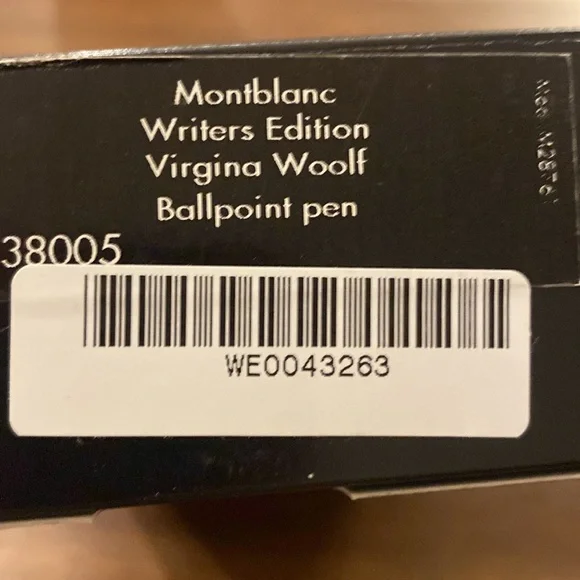 Montblanc
Writers Edition
Virgina Woolf
Ballpoint pen
38005
WE0043263